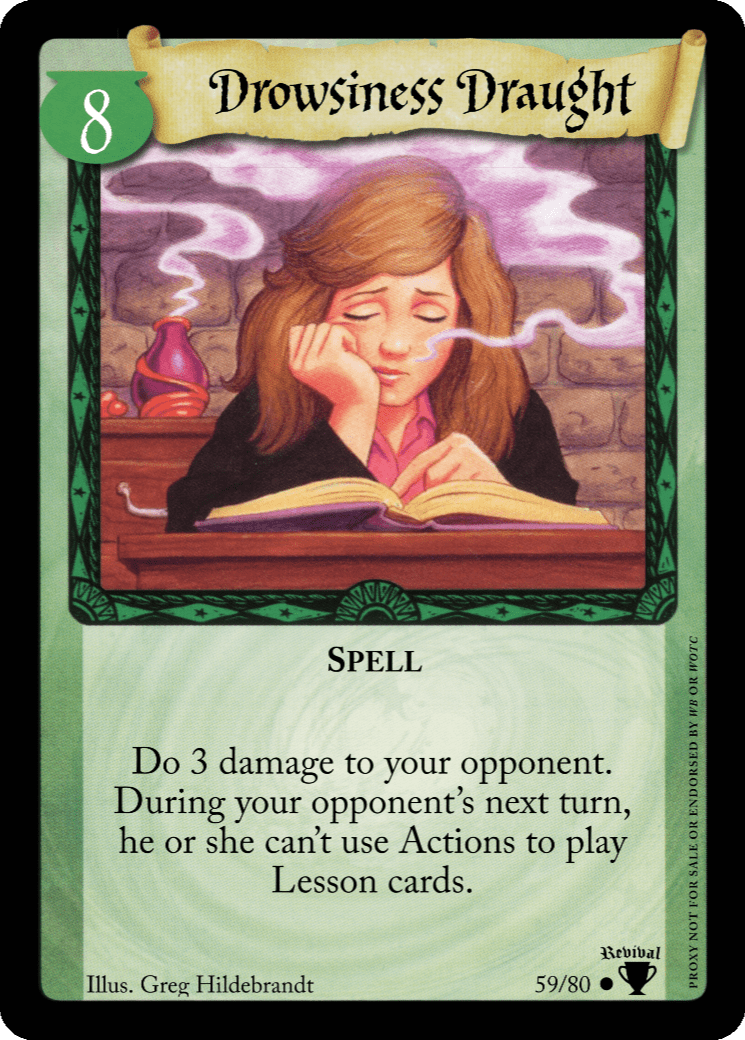 Drowsiness Draught
8
SPELL
Do 3 damage to your opponent.
During your opponent's next turn,
he or she can't use Actions to play
Lesson cards.
Illus. Greg Hildebrandt
59/80
Revival
PROXY NOT FOR SALE OR ENDORSED BY WB OR WOTC